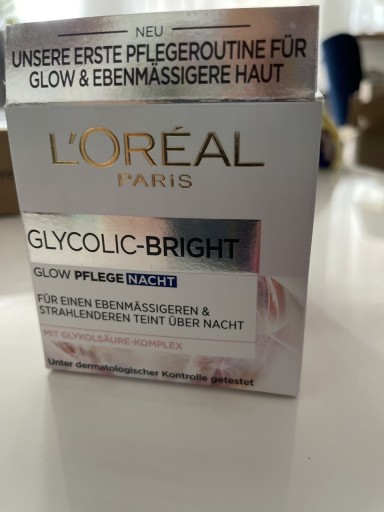 NEU
UNSERE ERSTE PFLEGEROUTINE FÜR
GLOW & EBENMÄSSIGERE HAUT
L'ORÉAL
PARIS
GLYCOLIC-BRIGHT
GLOW PFLEGE NACHT
FÜR EINEN EBENMÄSSIGEREN &
STRAHLENDEREN TEINT ÜBER NACHT
MIT GLYKOLSÄURE-KOMPLEX
Unter dermatologischer Kontrolle getestet